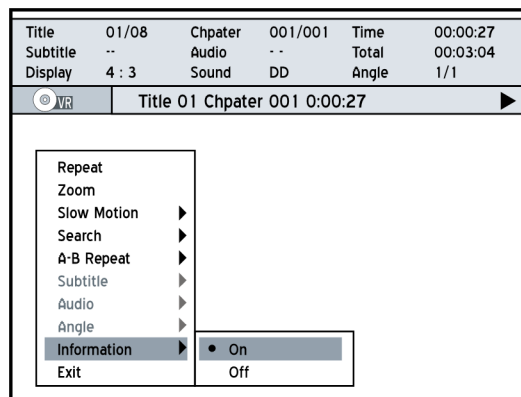 Title 01/08 Chpater 001/001 Time 00:00:27
Subtitle -- Audio - - Total 00:03:04
Display 4 : 3 Sound DD Angle 1/1
VR Title 01 Chpater 001 0:00:27
Repeat
Zoom
Slow Motion
Search
A-B Repeat
Subtitle
Audio
Angle
Information • On
Exit Off